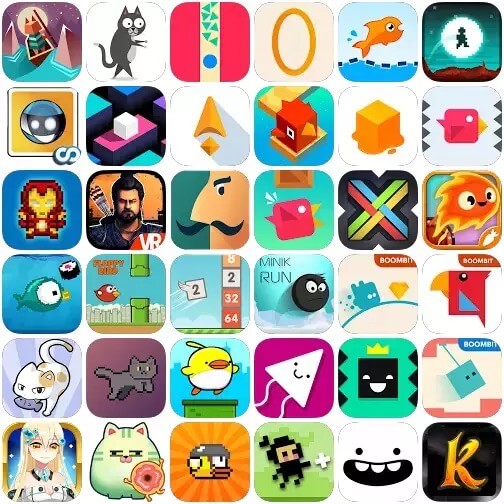 VR
FLAPPY
BIRD
8
2
2
32
64
MINIK
RUN
BOOMBIT
BOOMBIT
BOOMBIT
+
K